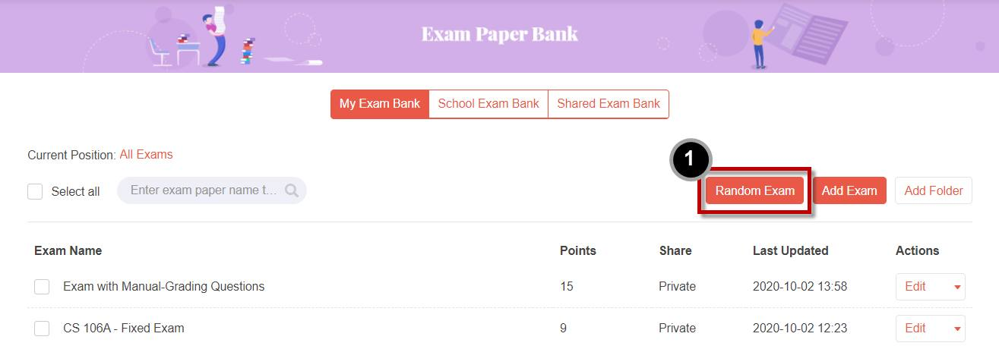 Exam Paper Bank
My Exam Bank School Exam Bank Shared Exam Bank
Current Position: All Exams
1
Select all Enter exam paper name t... Random Exam Add Exam Add Folder
Exam Name Points Share Last Updated Actions
Exam with Manual-Grading Questions 15 Private 2020-10-02 13:58 Edit
CS 106A - Fixed Exam 9 Private 2020-10-02 12:23 Edit